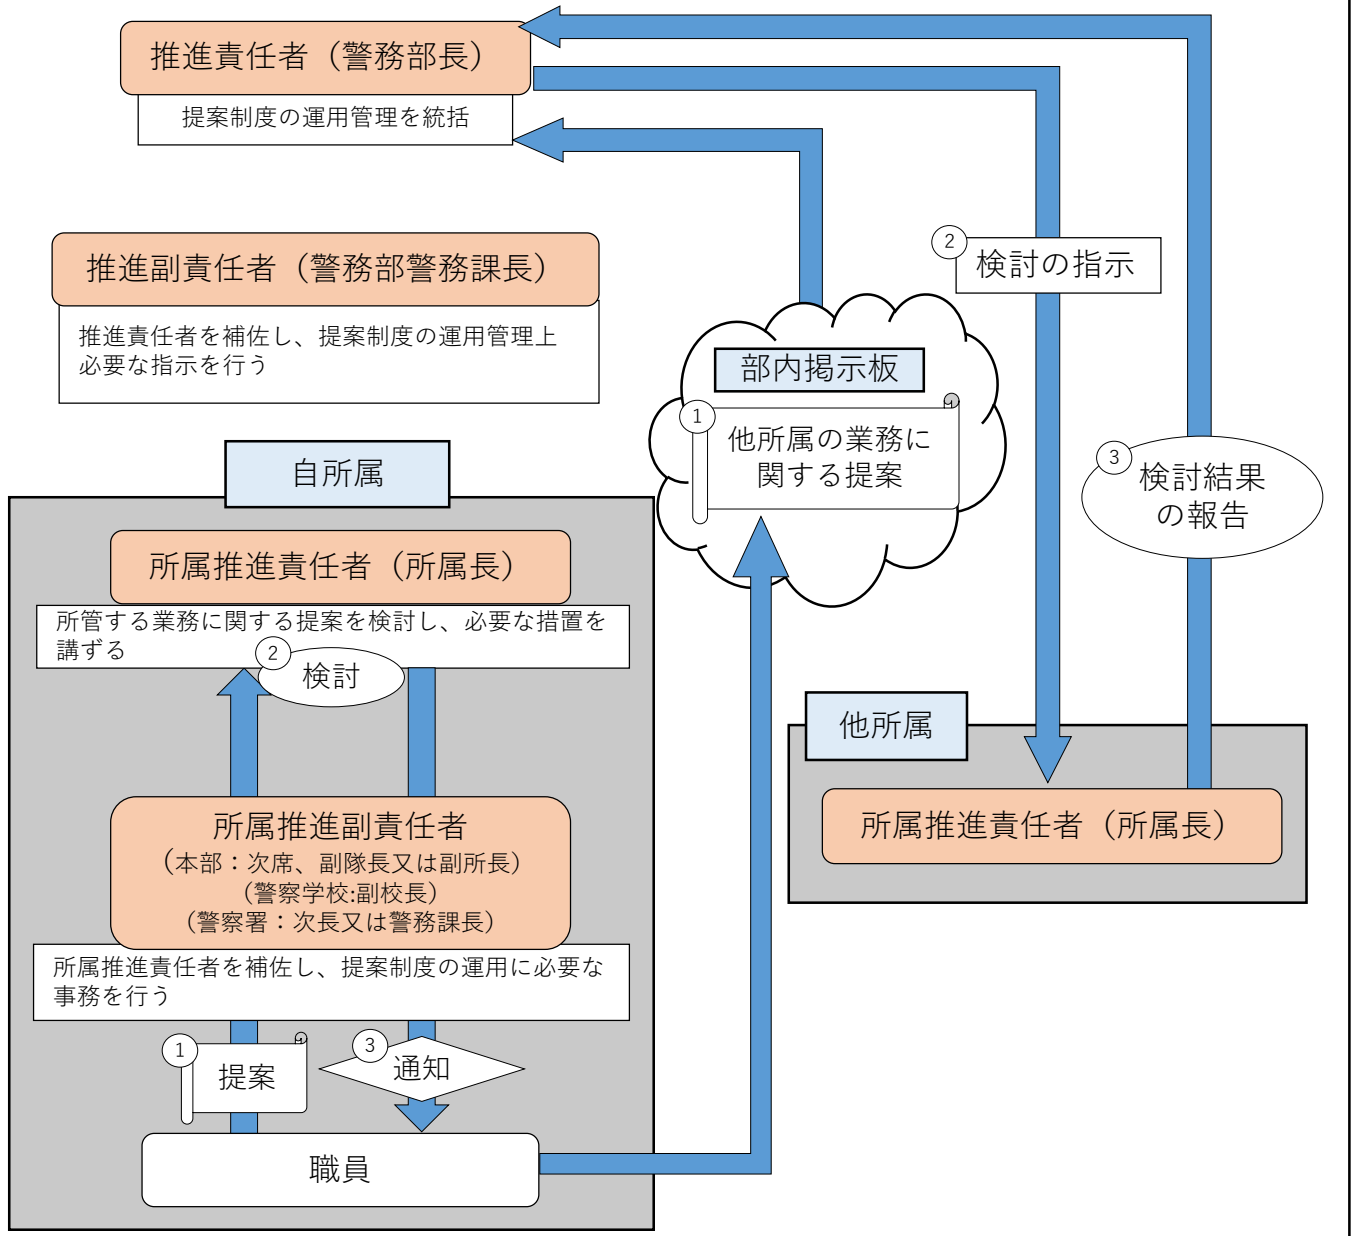 推進責任者（警務部長）
提案制度の運用管理を統括
推進副責任者（警務部警務課長）
推進責任者を補佐し、提案制度の運用管理上
必要な指示を行う
2
検討の指示
部内掲示板
1
他所属の業務に
関する提案
3
検討結果
の報告
自所属
所属推進責任者（所属長）
所管する業務に関する提案を検討し、必要な措置を
講ずる
2
検討
所属推進副責任者
（本部：次席、副隊長又は副所長）
（警察学校:副校長）
（警察署：次長又は警務課長）
所属推進責任者を補佐し、提案制度の運用に必要な
事務を行う
1
提案
3
通知
職員
他所属
所属推進責任者（所属長）